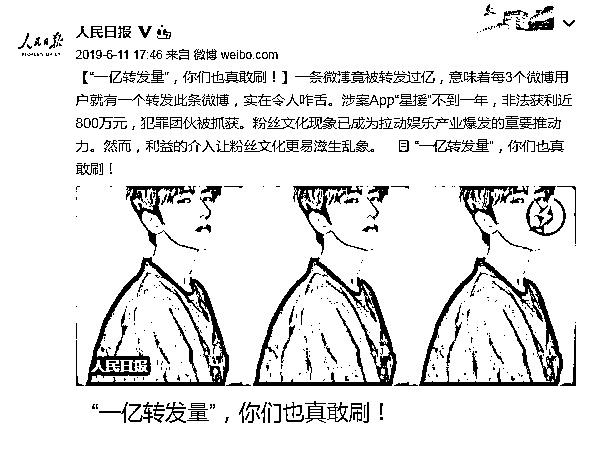 人民日报
人民日报
2019-6-11 17:46 来自 微博 weibo.com
【“一亿转发量”，你们也真敢刷！】一条微博竟被转发过亿，意味着每3个微博用
户就有一个转发此条微博，实在令人咋舌。涉案App“星援”不到一年，非法获利近
800万元，犯罪团伙被抓获。粉丝文化现象已成为拉动娱乐产业爆发的重要推动
力。然而，利益的介入让粉丝文化更易滋生乱象。 “一亿转发量”，你们也真
敢刷！
人民日报
“一亿转发量”，你们也真敢刷！